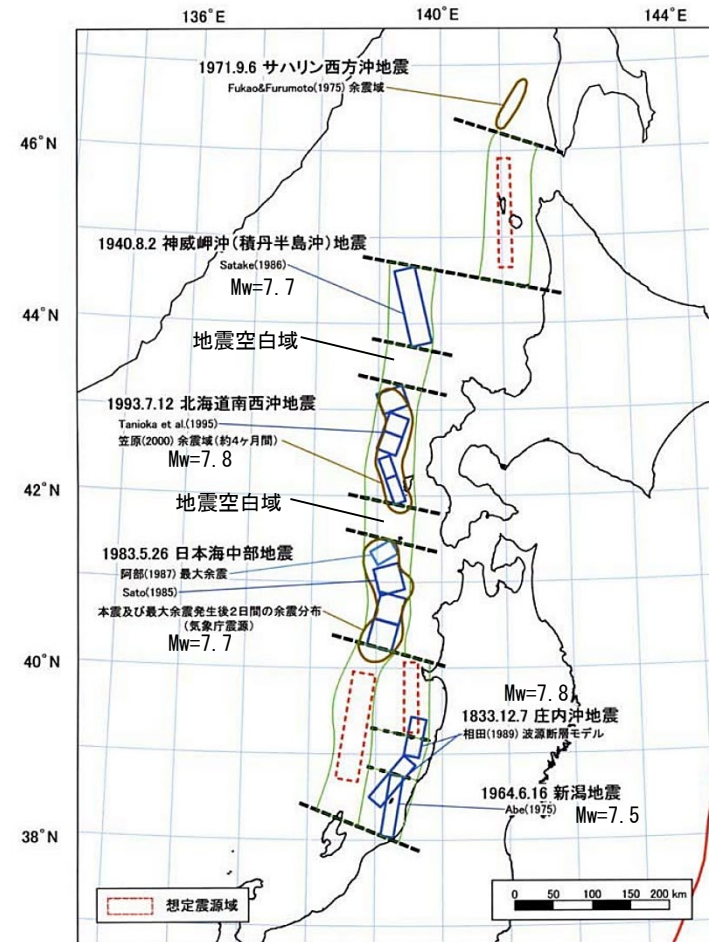 136˚E
140˚E
144˚E
1971.9.6 サハリン西方沖地震
Fukao&Furumoto(1975) 余震域
46˚N
1940.8.2 神威岬沖(積丹半島沖)地震
Satake(1986)
Mw=7.7
44˚N
地震空白域
1993.7.12 北海道南西沖地震
Tanioka et al.(1995)
笠原(2000) 余震域(約4ヶ月間)
Mw=7.8
42˚N
地震空白域
1983.5.26 日本海中部地震
阿部(1987) 最大余震
Sato(1985)
本震及び最大余震発生後2日間の余震分布
(気象庁震源)
Mw=7.7
40˚N
Mw=7.8
1833.12.7 庄内沖地震
相田(1989) 波源断層モデル
1964.6.16 新潟地震
Abe(1975)
Mw=7.5
38˚N
想定震源域
0 50 100 150 200 km